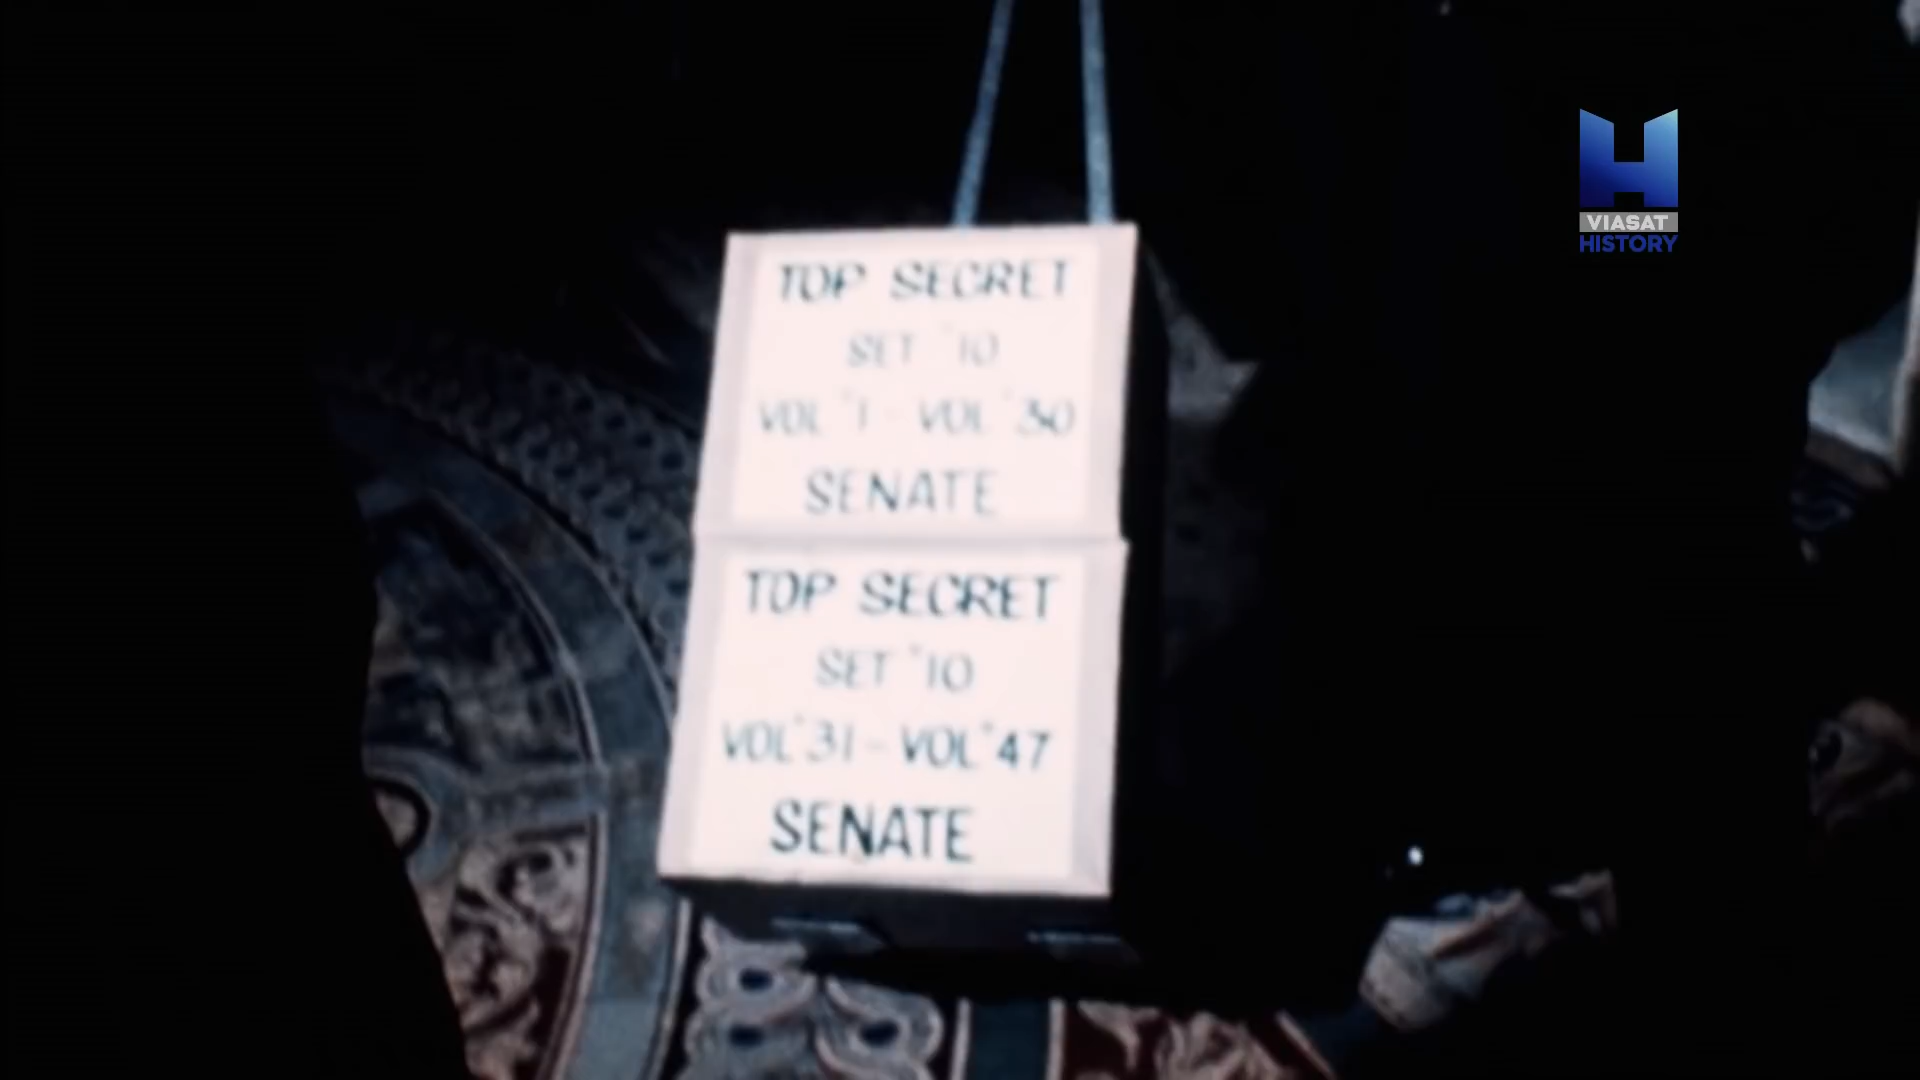 TOP SECRET
SET #10
VOL #1 - VOL #30
SENATE
TOP SECRET
SET #10
VOL #31 - VOL #47
SENATE
VIASAT
HISTORY